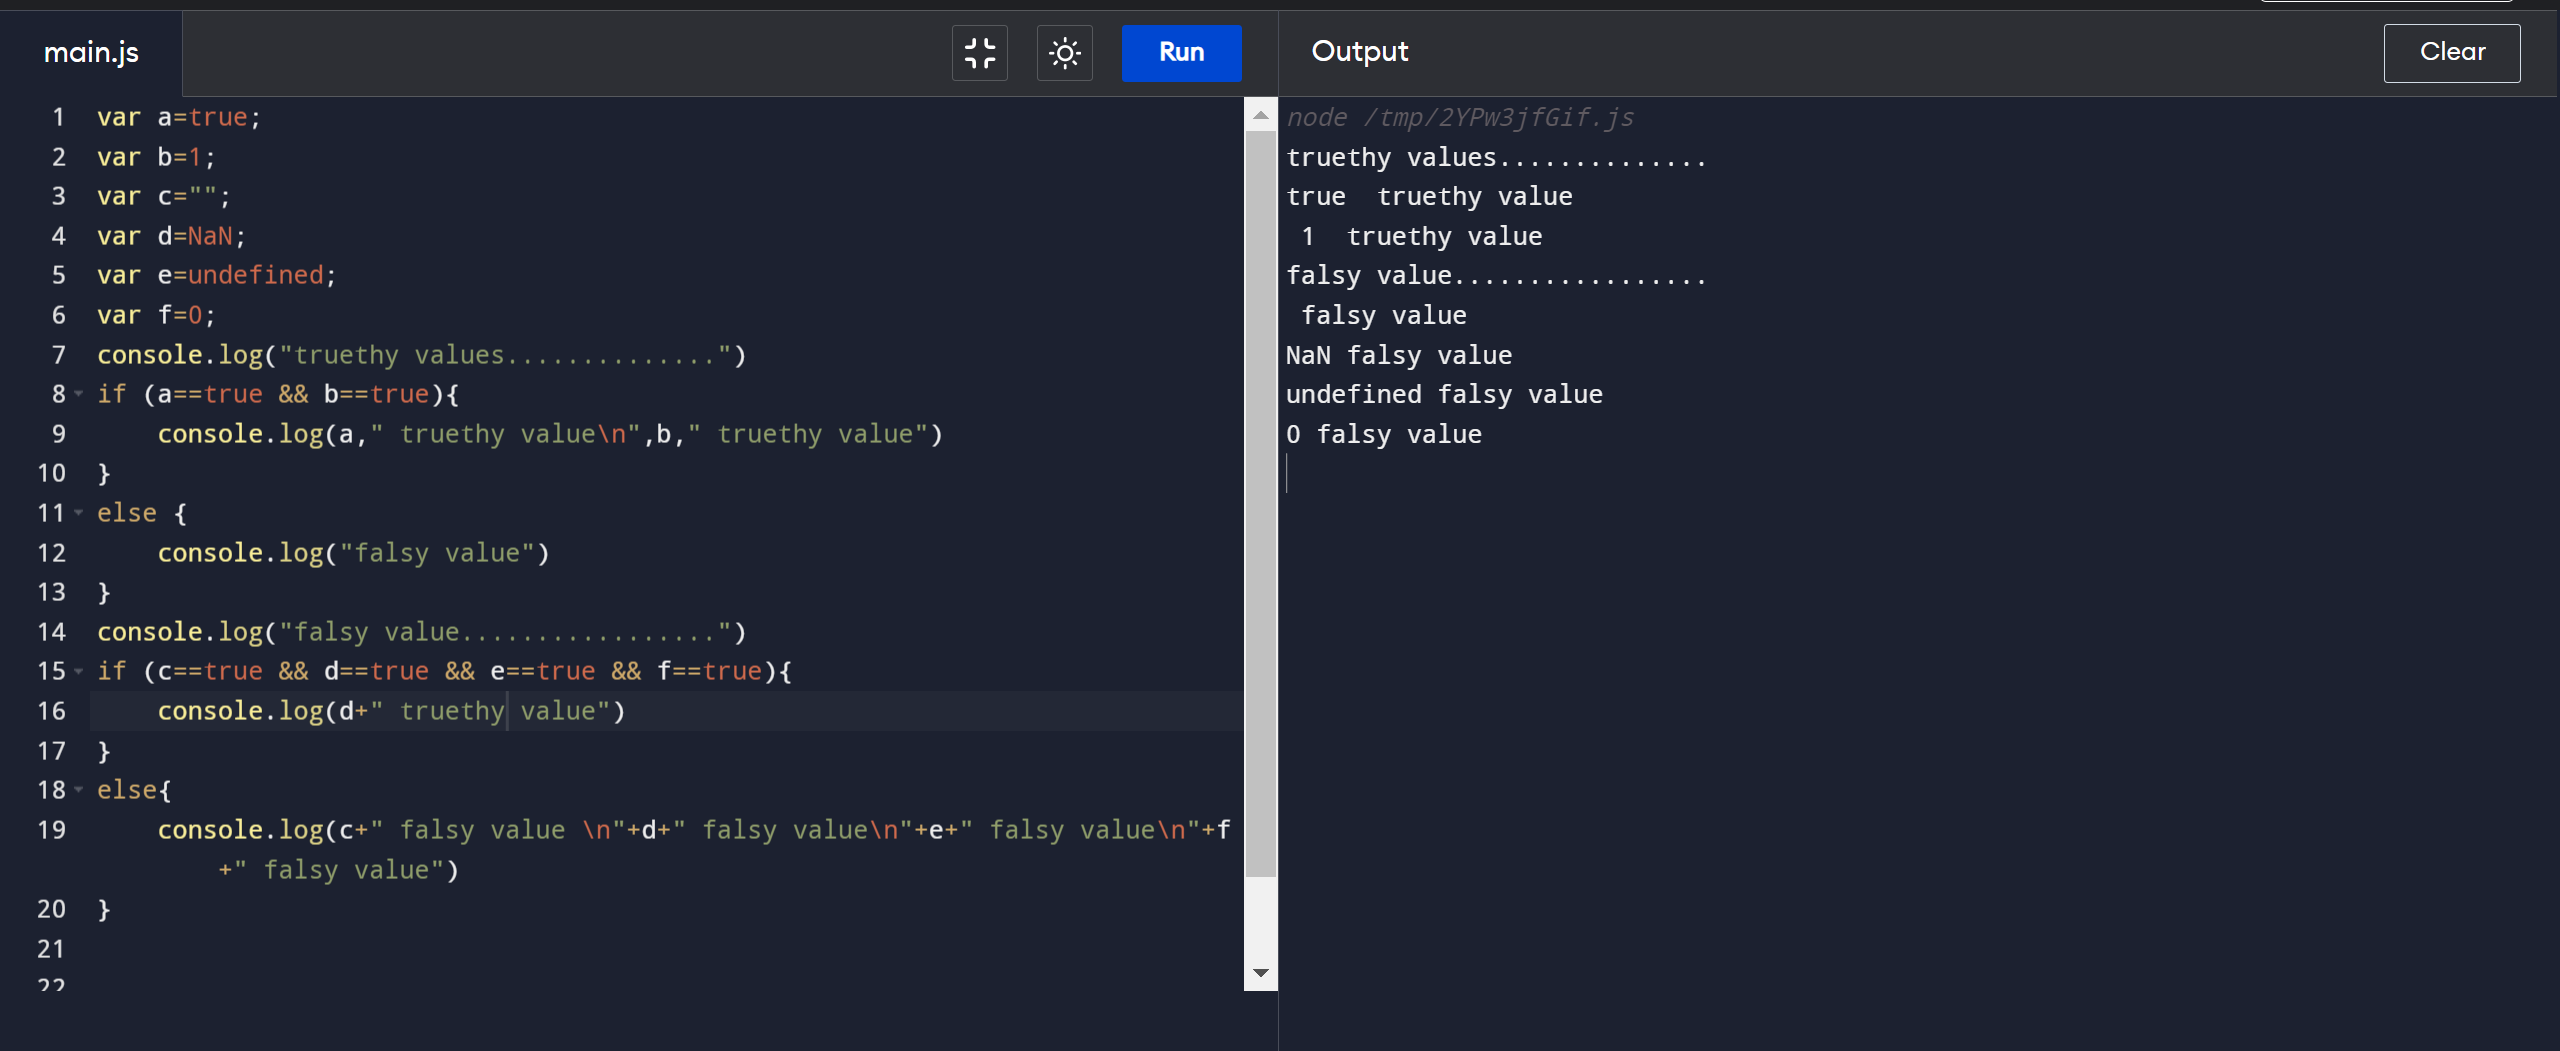 main.js
Run
Output
Clear
1 var a=true;
2 var b=1;
3 var c="";
4 var d=NaN;
5 var e=undefined;
6 var f=0;
7 console.log("truethy values..............")
8 if (a==true && b==true){
9     console.log(a," truethy value\n",b," truethy value")
10 }
11 else {
12     console.log("falsy value")
13 }
14 console.log("falsy value.................")
15 if (c==true && d==true && e==true && f==true){
16     console.log(d+" truethy value")
17 }
18 else{
19     console.log(c+" falsy value \n"+d+" falsy value\n"+e+" falsy value\n"+f
        +" falsy value")
20 }
21
22
node /tmp/2YPw3jfGif.js
truethy values..............
true  truethy value
 1  truethy value
falsy value.................
 falsy value
NaN falsy value
undefined falsy value
0 falsy value